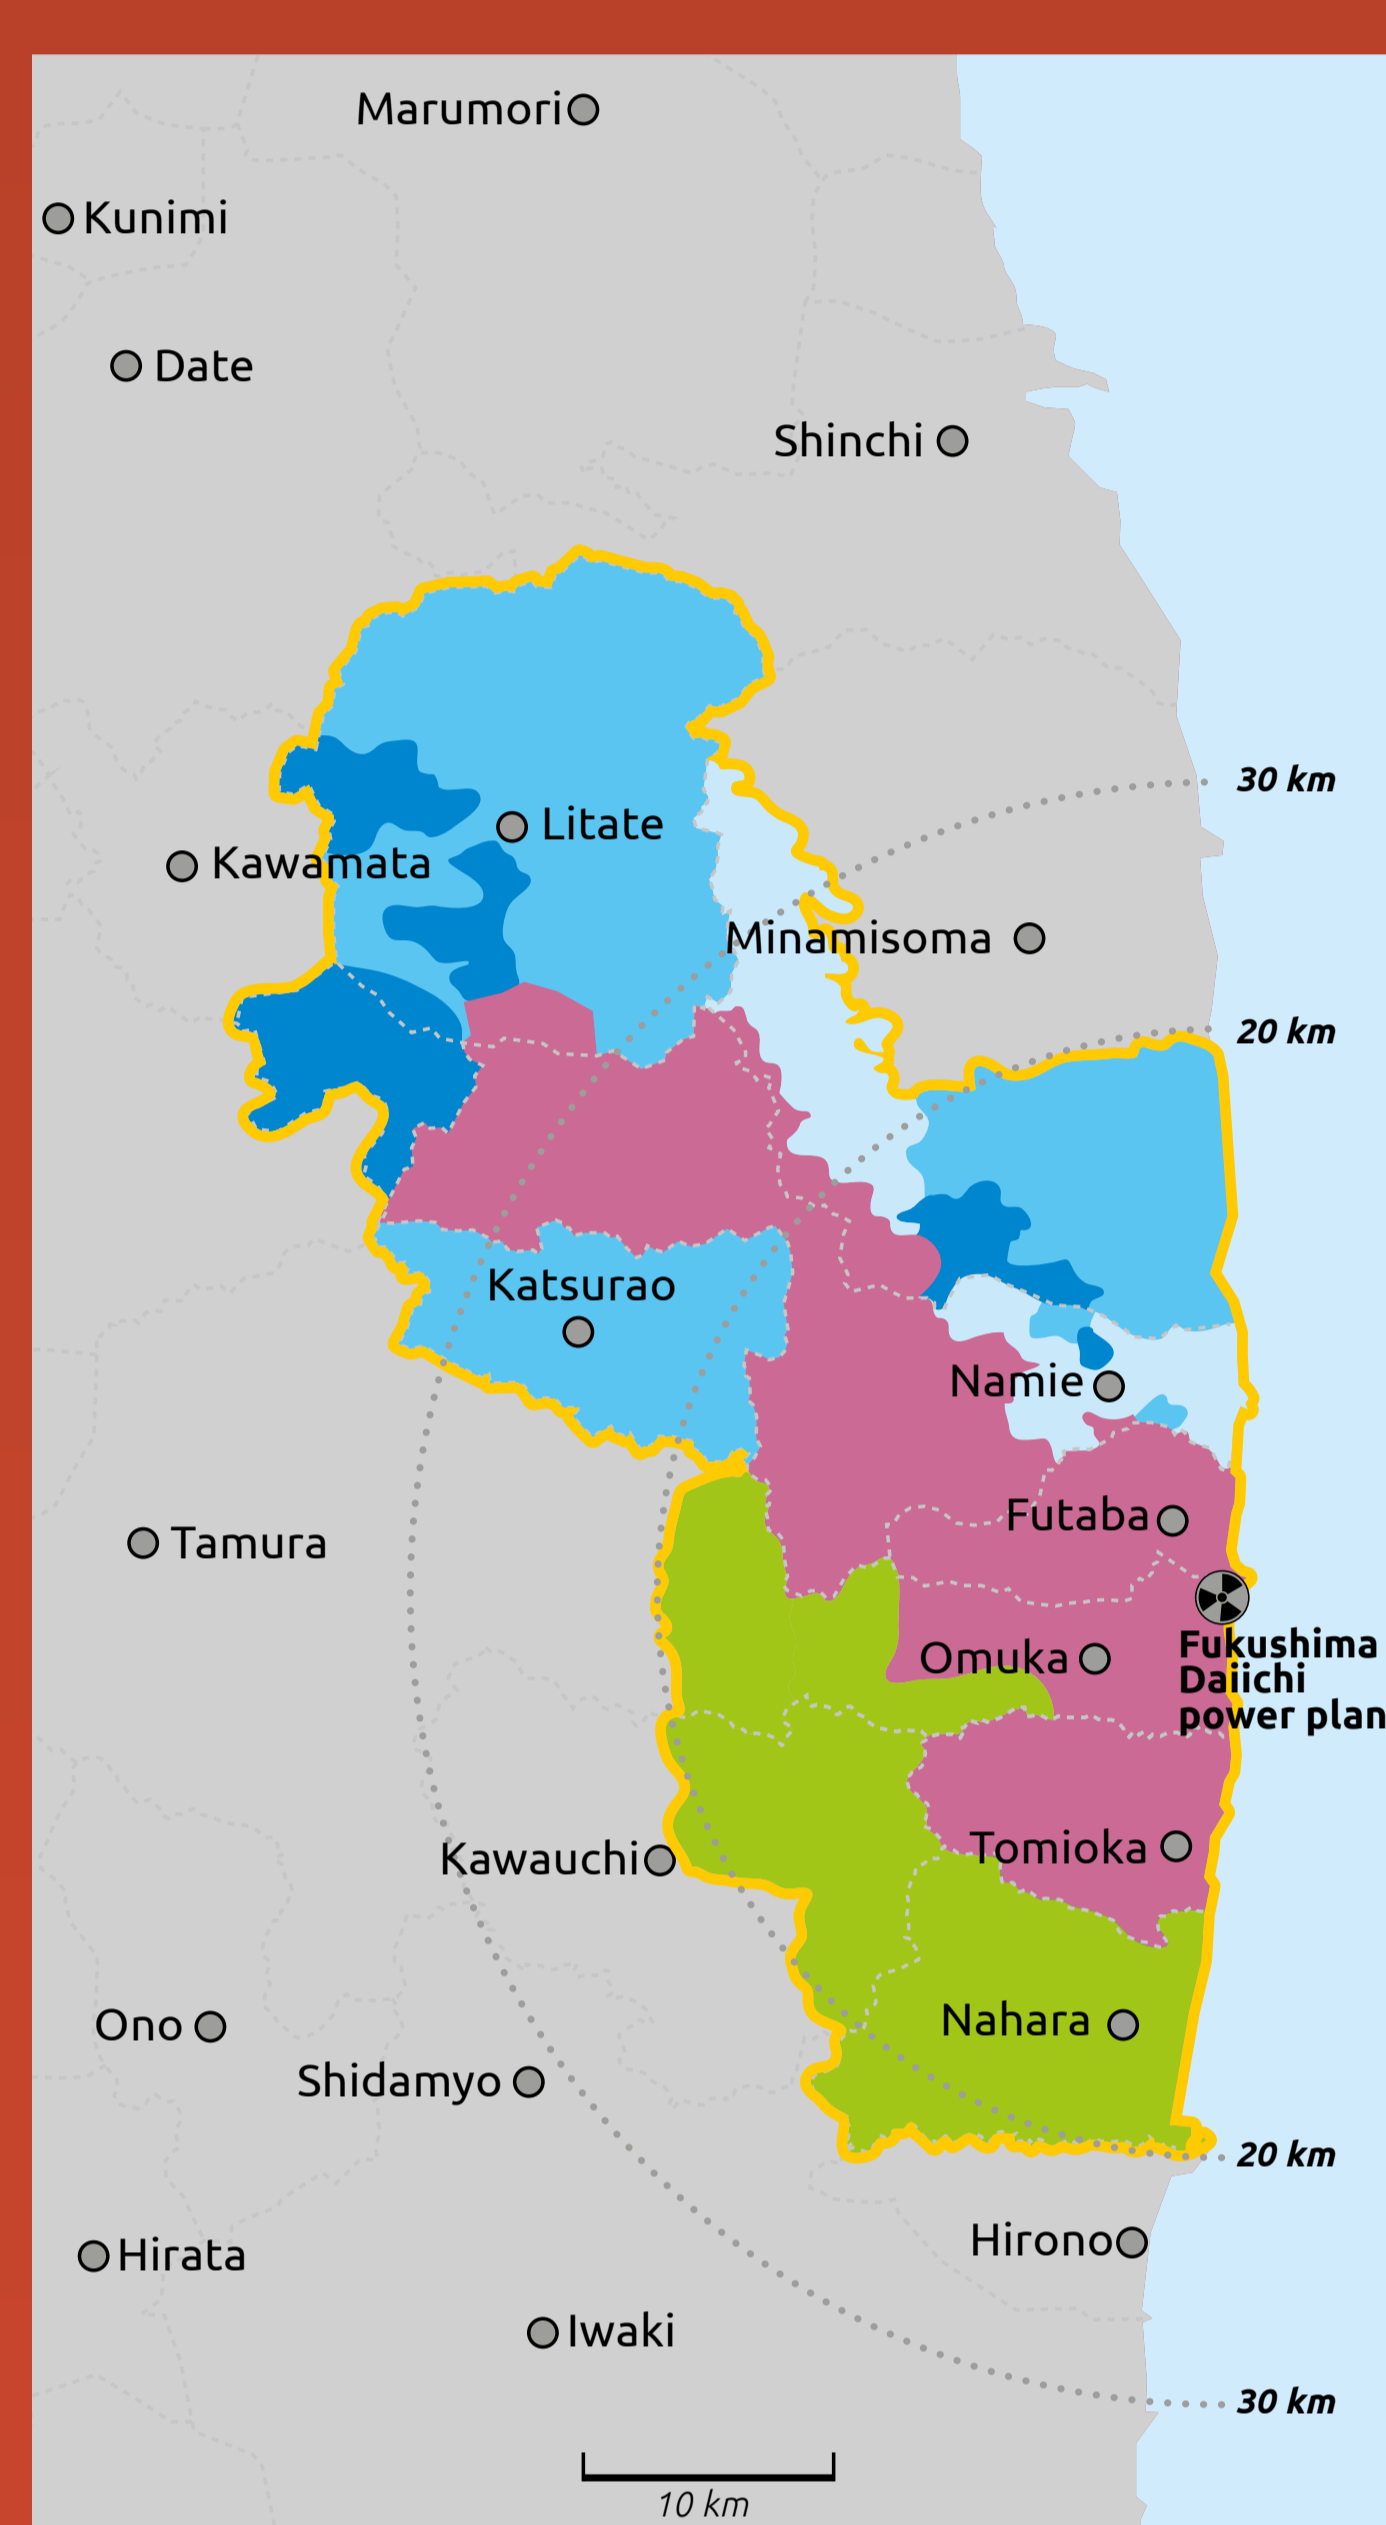 Marumori
Kunimi
Date
Shinchi
30 km
Litate
Kawamata
Minamisoma
20 km
Katsurao
Namie
Futaba
Tamura
Fukushima
Daiichi
power plan
Omuka
Tomioka
Kawauchi
Nahara
Ono
Shidamyo
20 km
Hirono
Hirata
Iwaki
30 km
10 km